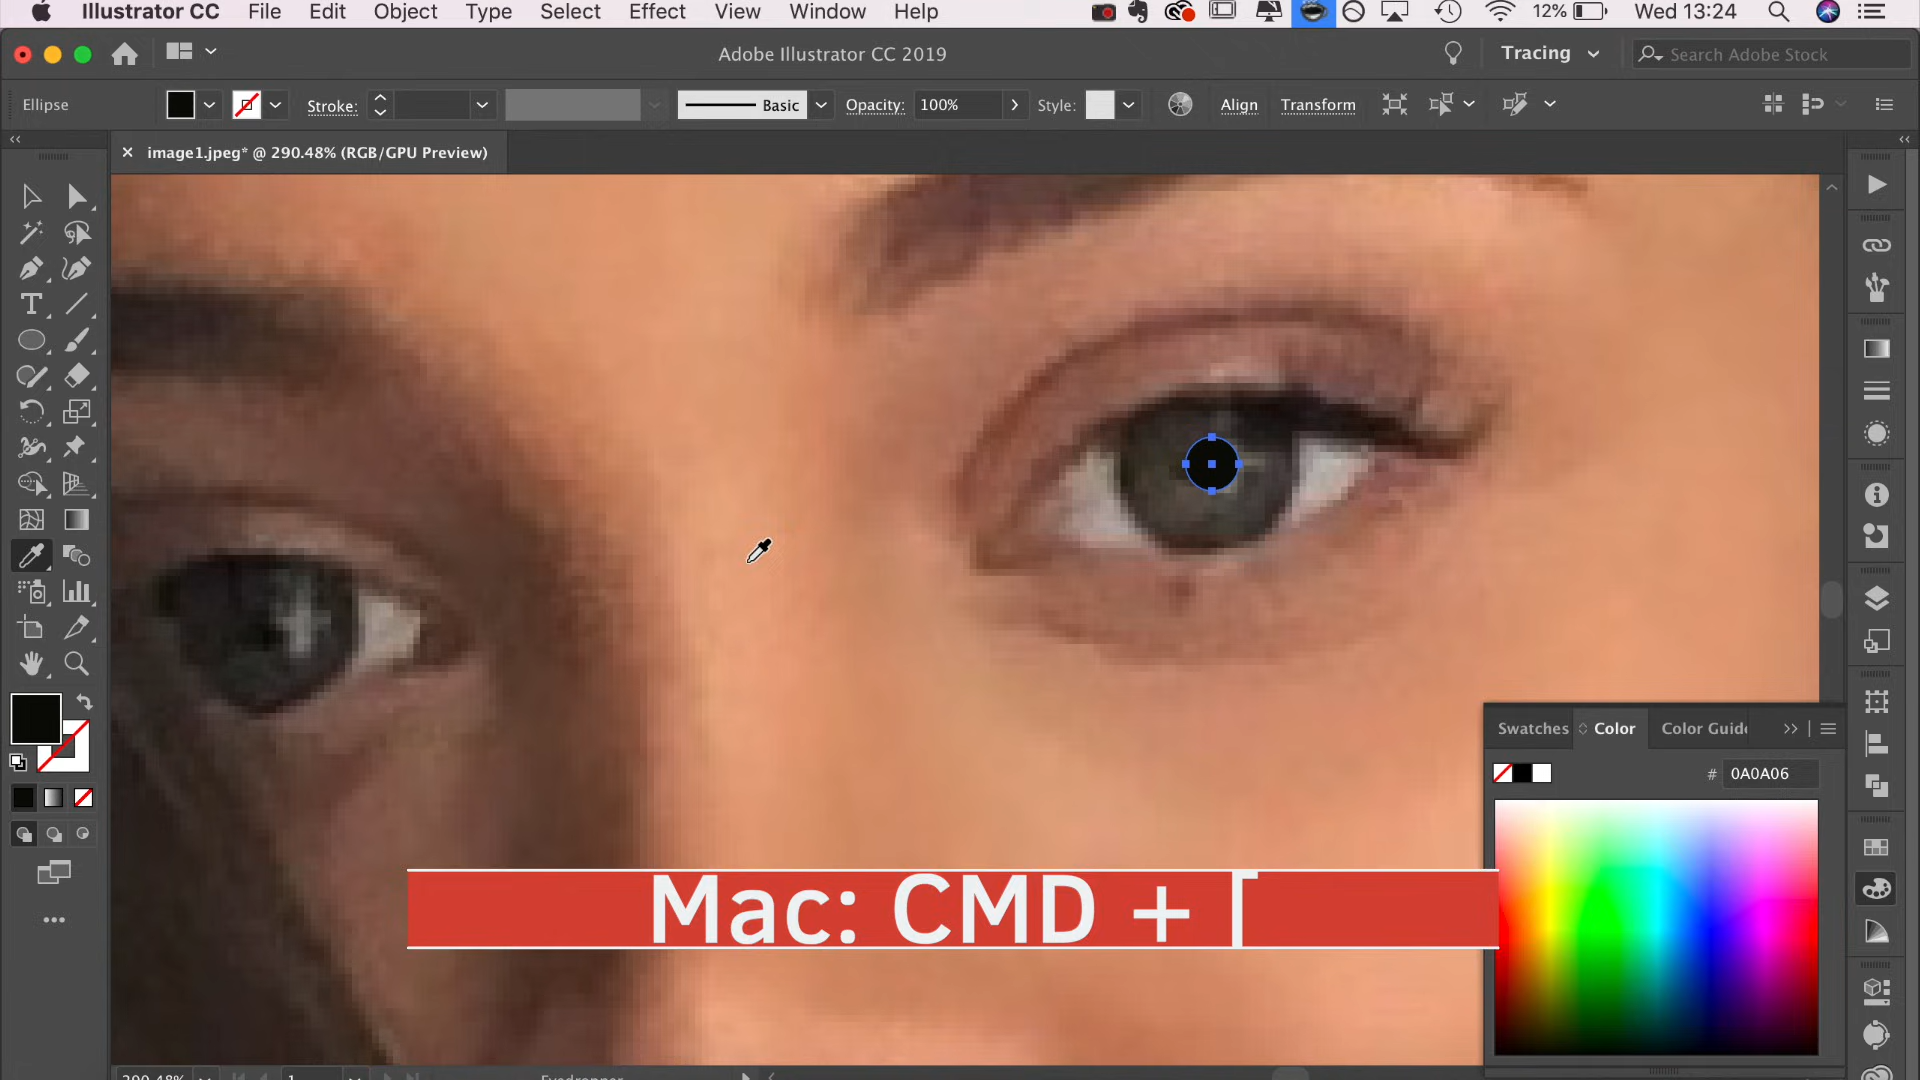 Illustrator CC File Edit Object Type Select Effect View Window Help 12% Wed 13:24
Adobe Illustrator CC 2019
Tracing
Search Adobe Stock
Ellipse Stroke: Basic Opacity: 100% Style: Align Transform
image1.jpeg* @ 290.48% (RGB/GPU Preview)
Swatches Color Color Guid
# 0A0A06
Mac: CMD + [
290.48% 1 Eyedropper